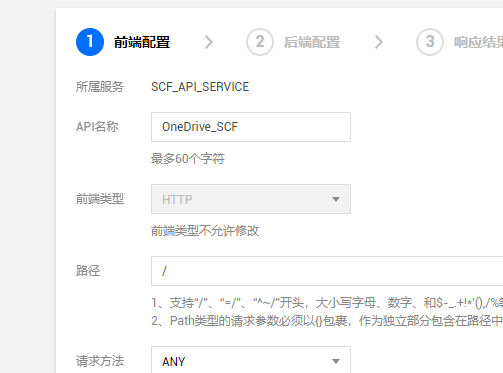 1 前端配置 > 2 后端配置 > 3 响应结果
所属服务 SCF_API_SERVICE
API名称 OneDrive_SCF
最多60个字符
前端类型 HTTP
前端类型不允许修改
路径 /
1、支持“/”、“=/”、“^~/”开头，大小写字母、数字、和$-_.+!*'(),/%等
2、Path类型的请求参数必须以{}包裹，作为独立部分包含在路径中
请求方法 ANY